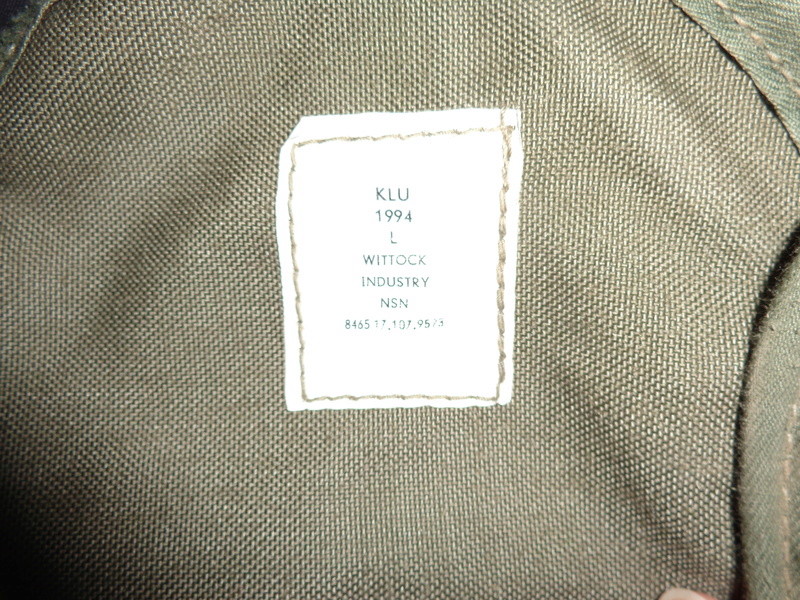 KLU
1994
L
WITTOCK
INDUSTRY
NSN
8465 17,107,9573